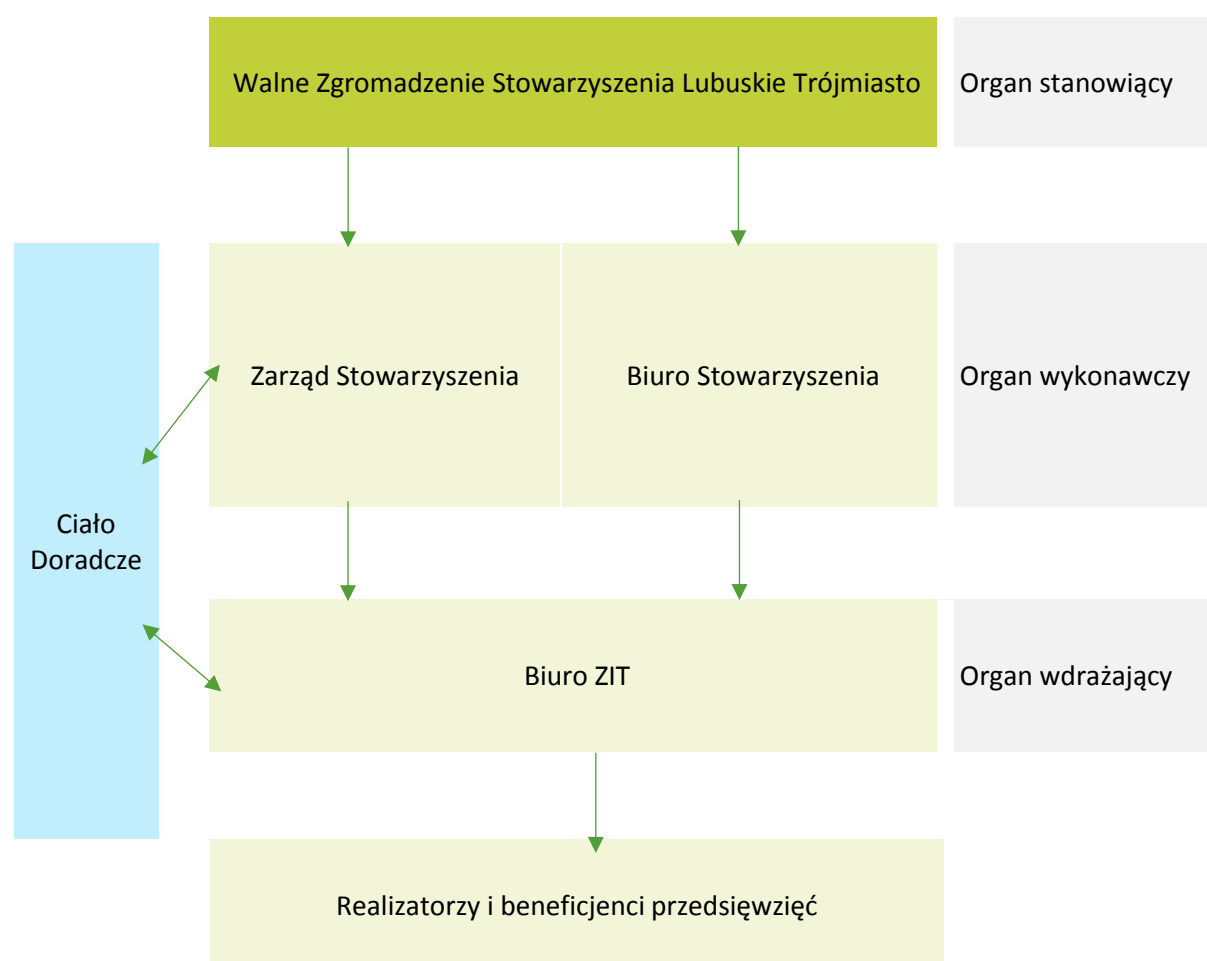 Walne Zgromadzenie Stowarzyszenia Lubuskie Trójmiasto
Organ stanowiący
Zarząd Stowarzyszenia
Biuro Stowarzyszenia
Organ wykonawczy
Ciało
Doradcze
Biuro ZIT
Organ wdrażający
Realizatorzy i beneficjenci przedsięwzięć